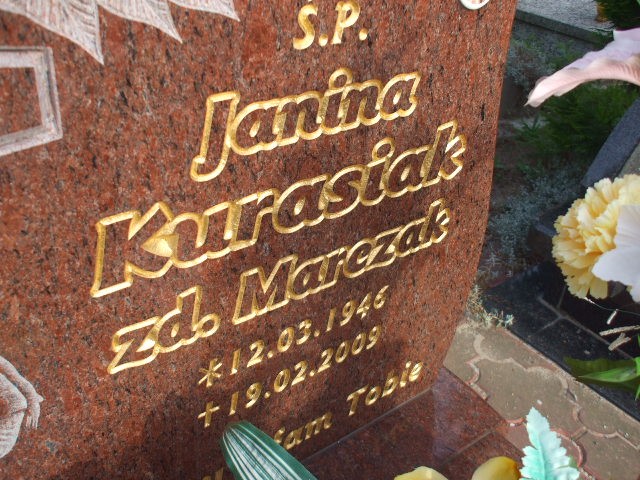 Ś.P.
Janina
Kurasiak
zd. Marczak
* 12.03.1946
+ 19.02.2009
Tobie